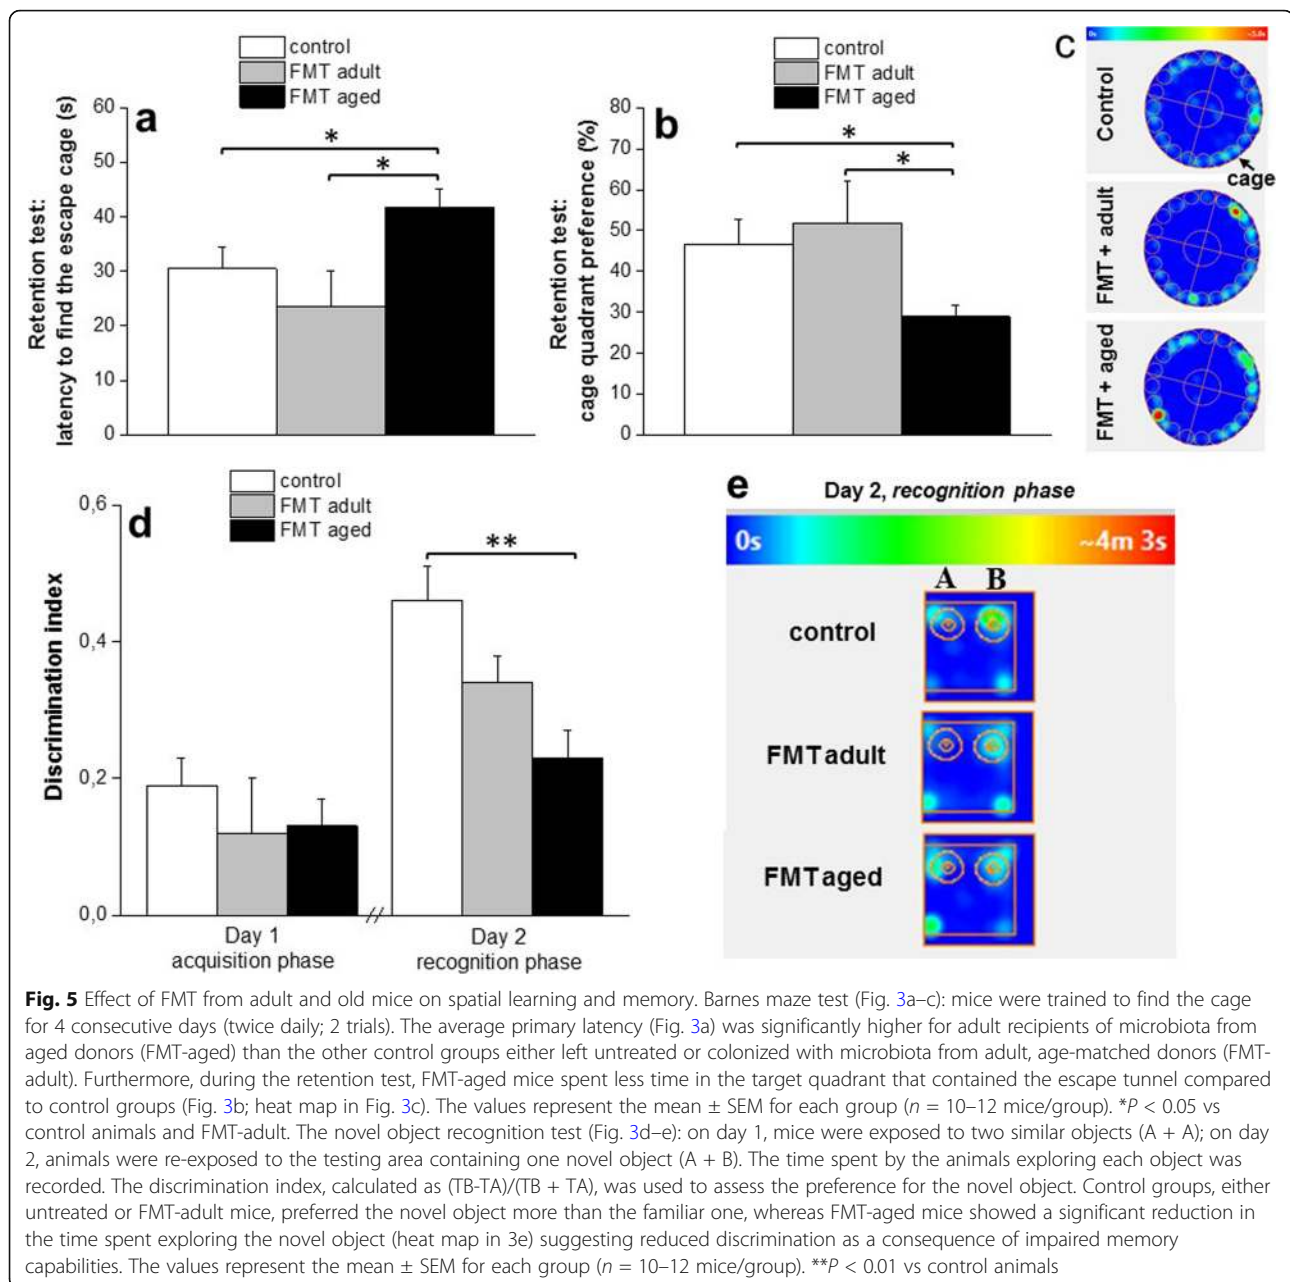 control
FMT adult
FMT aged
a
Retention test:
latency to find the escape cage (s)
60
50
40
30
20
10
0
*
*
control
FMT adult
FMT aged
b
Retention test:
cage quadrant preference (%)
80
70
60
50
40
30
20
10
0
*
*
c
0s
~5.0s
Control
cage
FMT + adult
FMT + aged
control
FMT adult
FMT aged
d
Discrimination index
0,6
0,4
0,2
0,0
**
Day 1
acquisition phase
Day 2
recognition phase
e
Day 2, recognition phase
0s
~4m 3s
A B
control
FMT adult
FMT aged
Fig. 5 Effect of FMT from adult and old mice on spatial learning and memory. Barnes maze test (Fig. 3a–c): mice were trained to find the cage
for 4 consecutive days (twice daily; 2 trials). The average primary latency (Fig. 3a) was significantly higher for adult recipients of microbiota from
aged donors (FMT-aged) than the other control groups either left untreated or colonized with microbiota from adult, age-matched donors (FMT-
adult). Furthermore, during the retention test, FMT-aged mice spent less time in the target quadrant that contained the escape tunnel compared
to control groups (Fig. 3b; heat map in Fig. 3c). The values represent the mean ± SEM for each group (n = 10–12 mice/group). *P < 0.05 vs
control animals and FMT-adult. The novel object recognition test (Fig. 3d–e): on day 1, mice were exposed to two similar objects (A + A); on day
2, animals were re-exposed to the testing area containing one novel object (A + B). The time spent by the animals exploring each object was
recorded. The discrimination index, calculated as (TB-TA)/(TB + TA), was used to assess the preference for the novel object. Control groups, either
untreated or FMT-adult mice, preferred the novel object more than the familiar one, whereas FMT-aged mice showed a significant reduction in
the time spent exploring the novel object (heat map in 3e) suggesting reduced discrimination as a consequence of impaired memory
capabilities. The values represent the mean ± SEM for each group (n = 10–12 mice/group). **P < 0.01 vs control animals